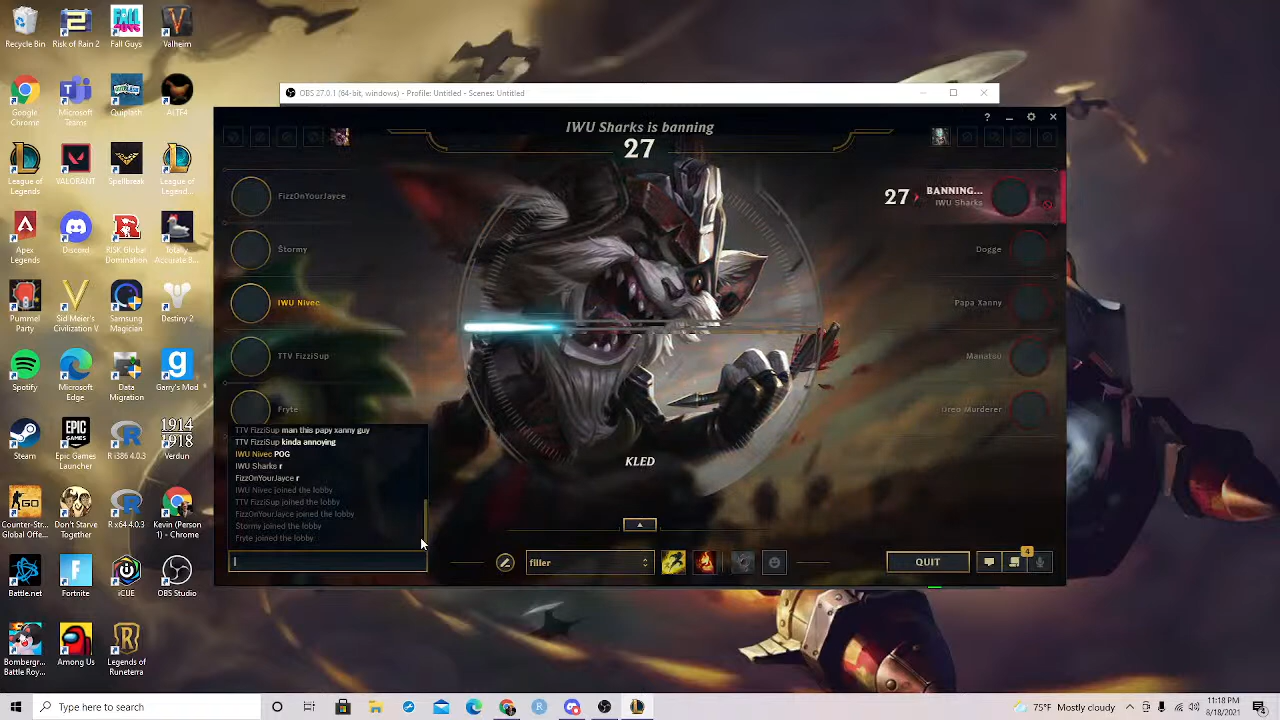 Recycle Bin
Risk of Rain 2
Fall Guys
Valheim
Google Chrome
Microsoft Teams
Quiplash
ALTF4
League of Legends
VALORANT
Spellbreak
League of Legend...
Apex Legends
Discord
RISK Global Domination
Totally Accurate B...
Pummel Party
Sid Meier's Civilization V
Samsung Magician
Destiny 2
Spotify
Microsoft Edge
Data Migration
Garry's Mod
Steam
Epic Games Launcher
R i386 4.0.3
1914
1918
Verdun
Counter-Str... Offe...
Don't Starve Together
R x64 4.0.3
Kevin (Person 1) - Chrome
Battle.net
Fortnite
iCUE
OBS Studio
Bombergr... Battle Roy...
Among Us
Legends of Runeterra
OBS 27.0.1 (64-bit, windows) - Profile: Untitled - Scenes: Untitled
IWU Sharks is banning
27
FizzOnYourJayce
Štormy
IWU Nivec
TTV FizziSup
Fryte
27
BANNING...
IWU Sharks
Dogge
Papa Xanny
Manatsu
Oreo Murderer
KLED
TTV FizziSup man this papy xanny guy
TTV FizziSup kinda annoying
IWU Nivec POG
IWU Sharks r
FizzOnYourJayce r
IWU Nivec joined the lobby
TTV FizziSup joined the lobby
FizzOnYourJayce joined the lobby
Štormy joined the lobby
Fryte joined the lobby
filler
QUIT
4
Type here to search
75°F Mostly cloudy
11:18 PM
8/18/2021
4